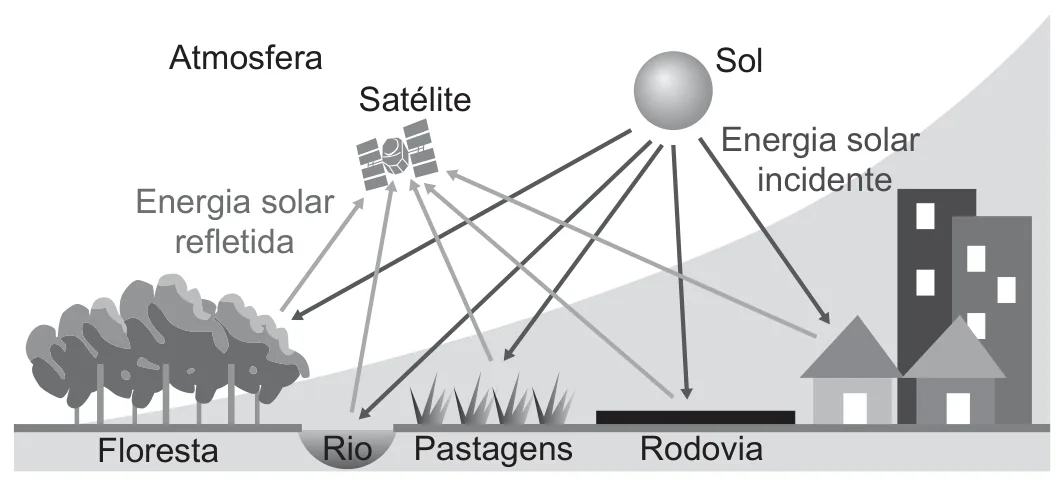 Atmosfera
Sol
Satélite
Energia solar
incidente
Energia solar
refletida
Floresta
Rio
Pastagens
Rodovia